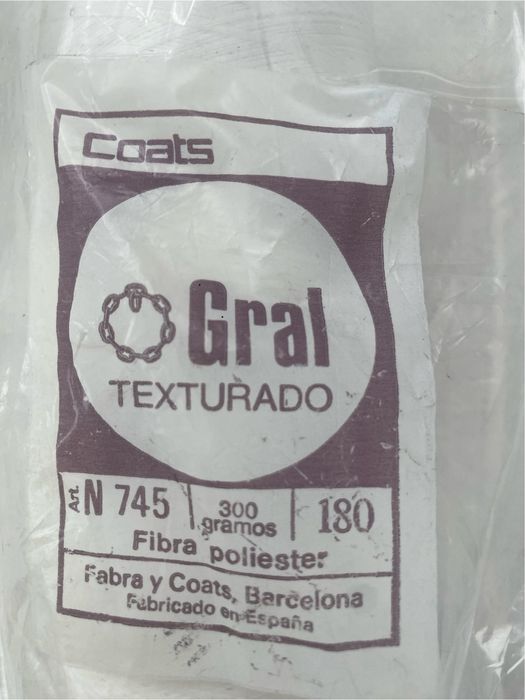 Coats
Gral
TEXTURADO
Art. N 745 300 gramos 180
Fibra poliester
Fabra y Coats, Barcelona
Fabricado en España